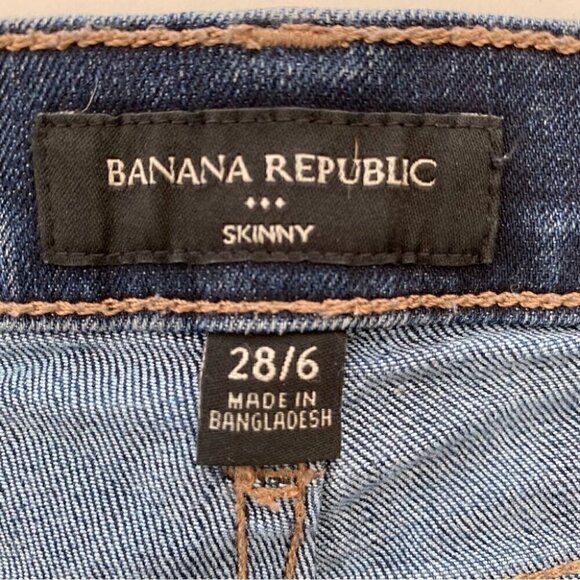 BANANA REPUBLIC
SKINNY
28/6
MADE IN
BANGLADESH